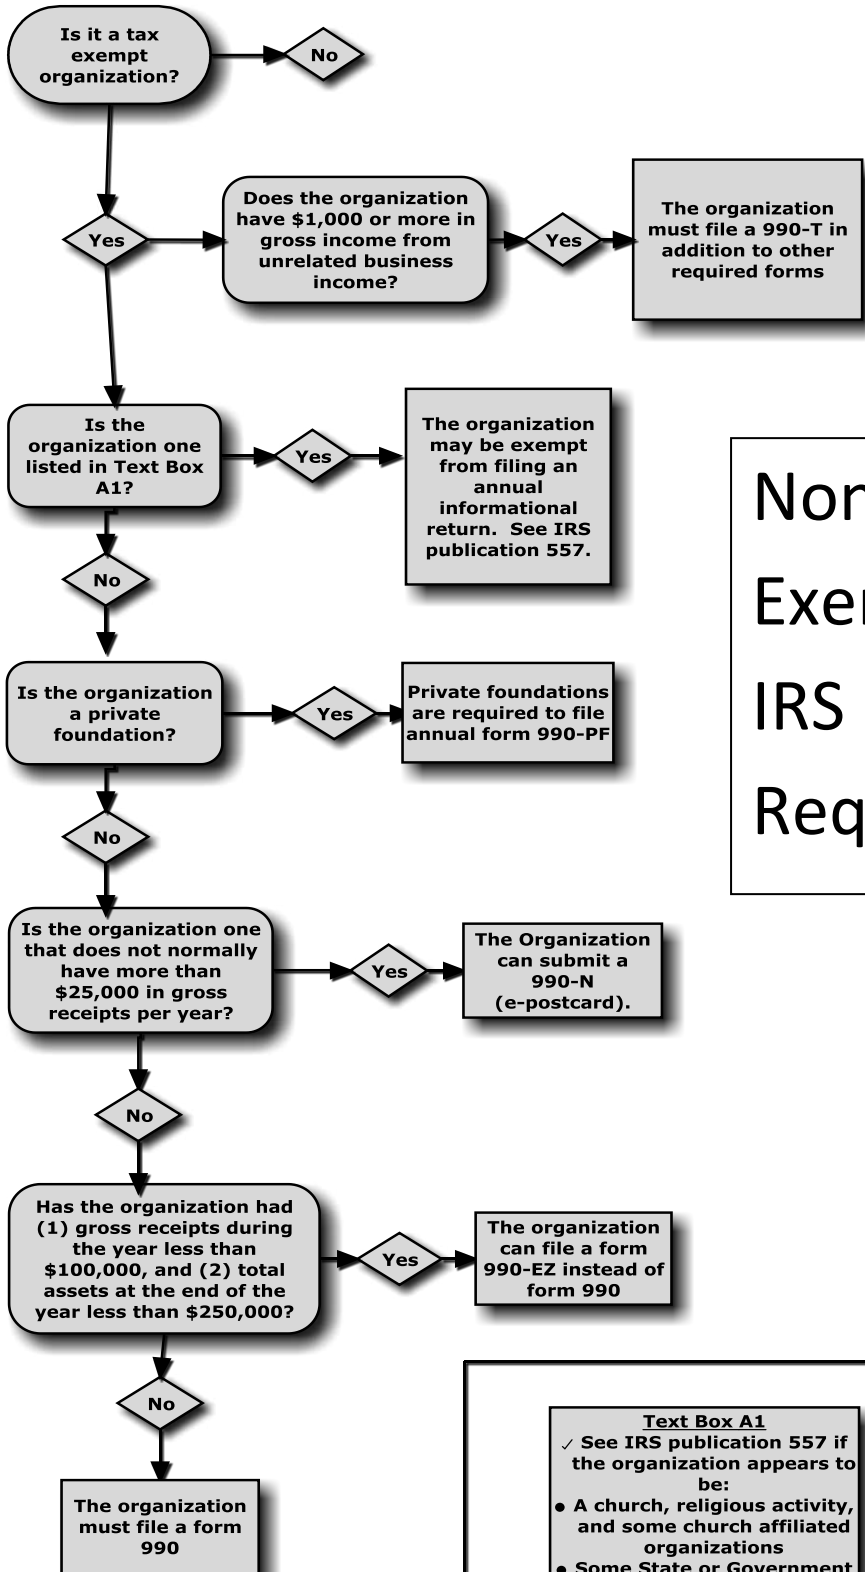 Is it a tax
exempt
organization?
No
Yes
Does the organization
have $1,000 or more in
gross income from
unrelated business
income?
Yes
The organization
must file a 990-T in
addition to other
required forms
Is the
organization one
listed in Text Box
A1?
Yes
The organization
may be exempt
from filing an
annual
informational
return. See IRS
publication 557.
No
Is the organization
a private
foundation?
Yes
Private foundations
are required to file
annual form 990-PF
IRS
No
Is the organization one
that does not normally
have more than
$25,000 in gross
receipts per year?
Yes
The Organization
can submit a
990-N
(e-postcard).
No
Has the organization had
(1) gross receipts during
the year less than
$100,000, and (2) total
assets at the end of the
year less than $250,000?
Yes
The organization
can file a form
990-EZ instead of
form 990
No
The organization
must file a form
990
Text Box A1
✓ See IRS publication 557 if
the organization appears to
be:
• A church, religious activity,
and some church affiliated
organizations
• Some State or Government